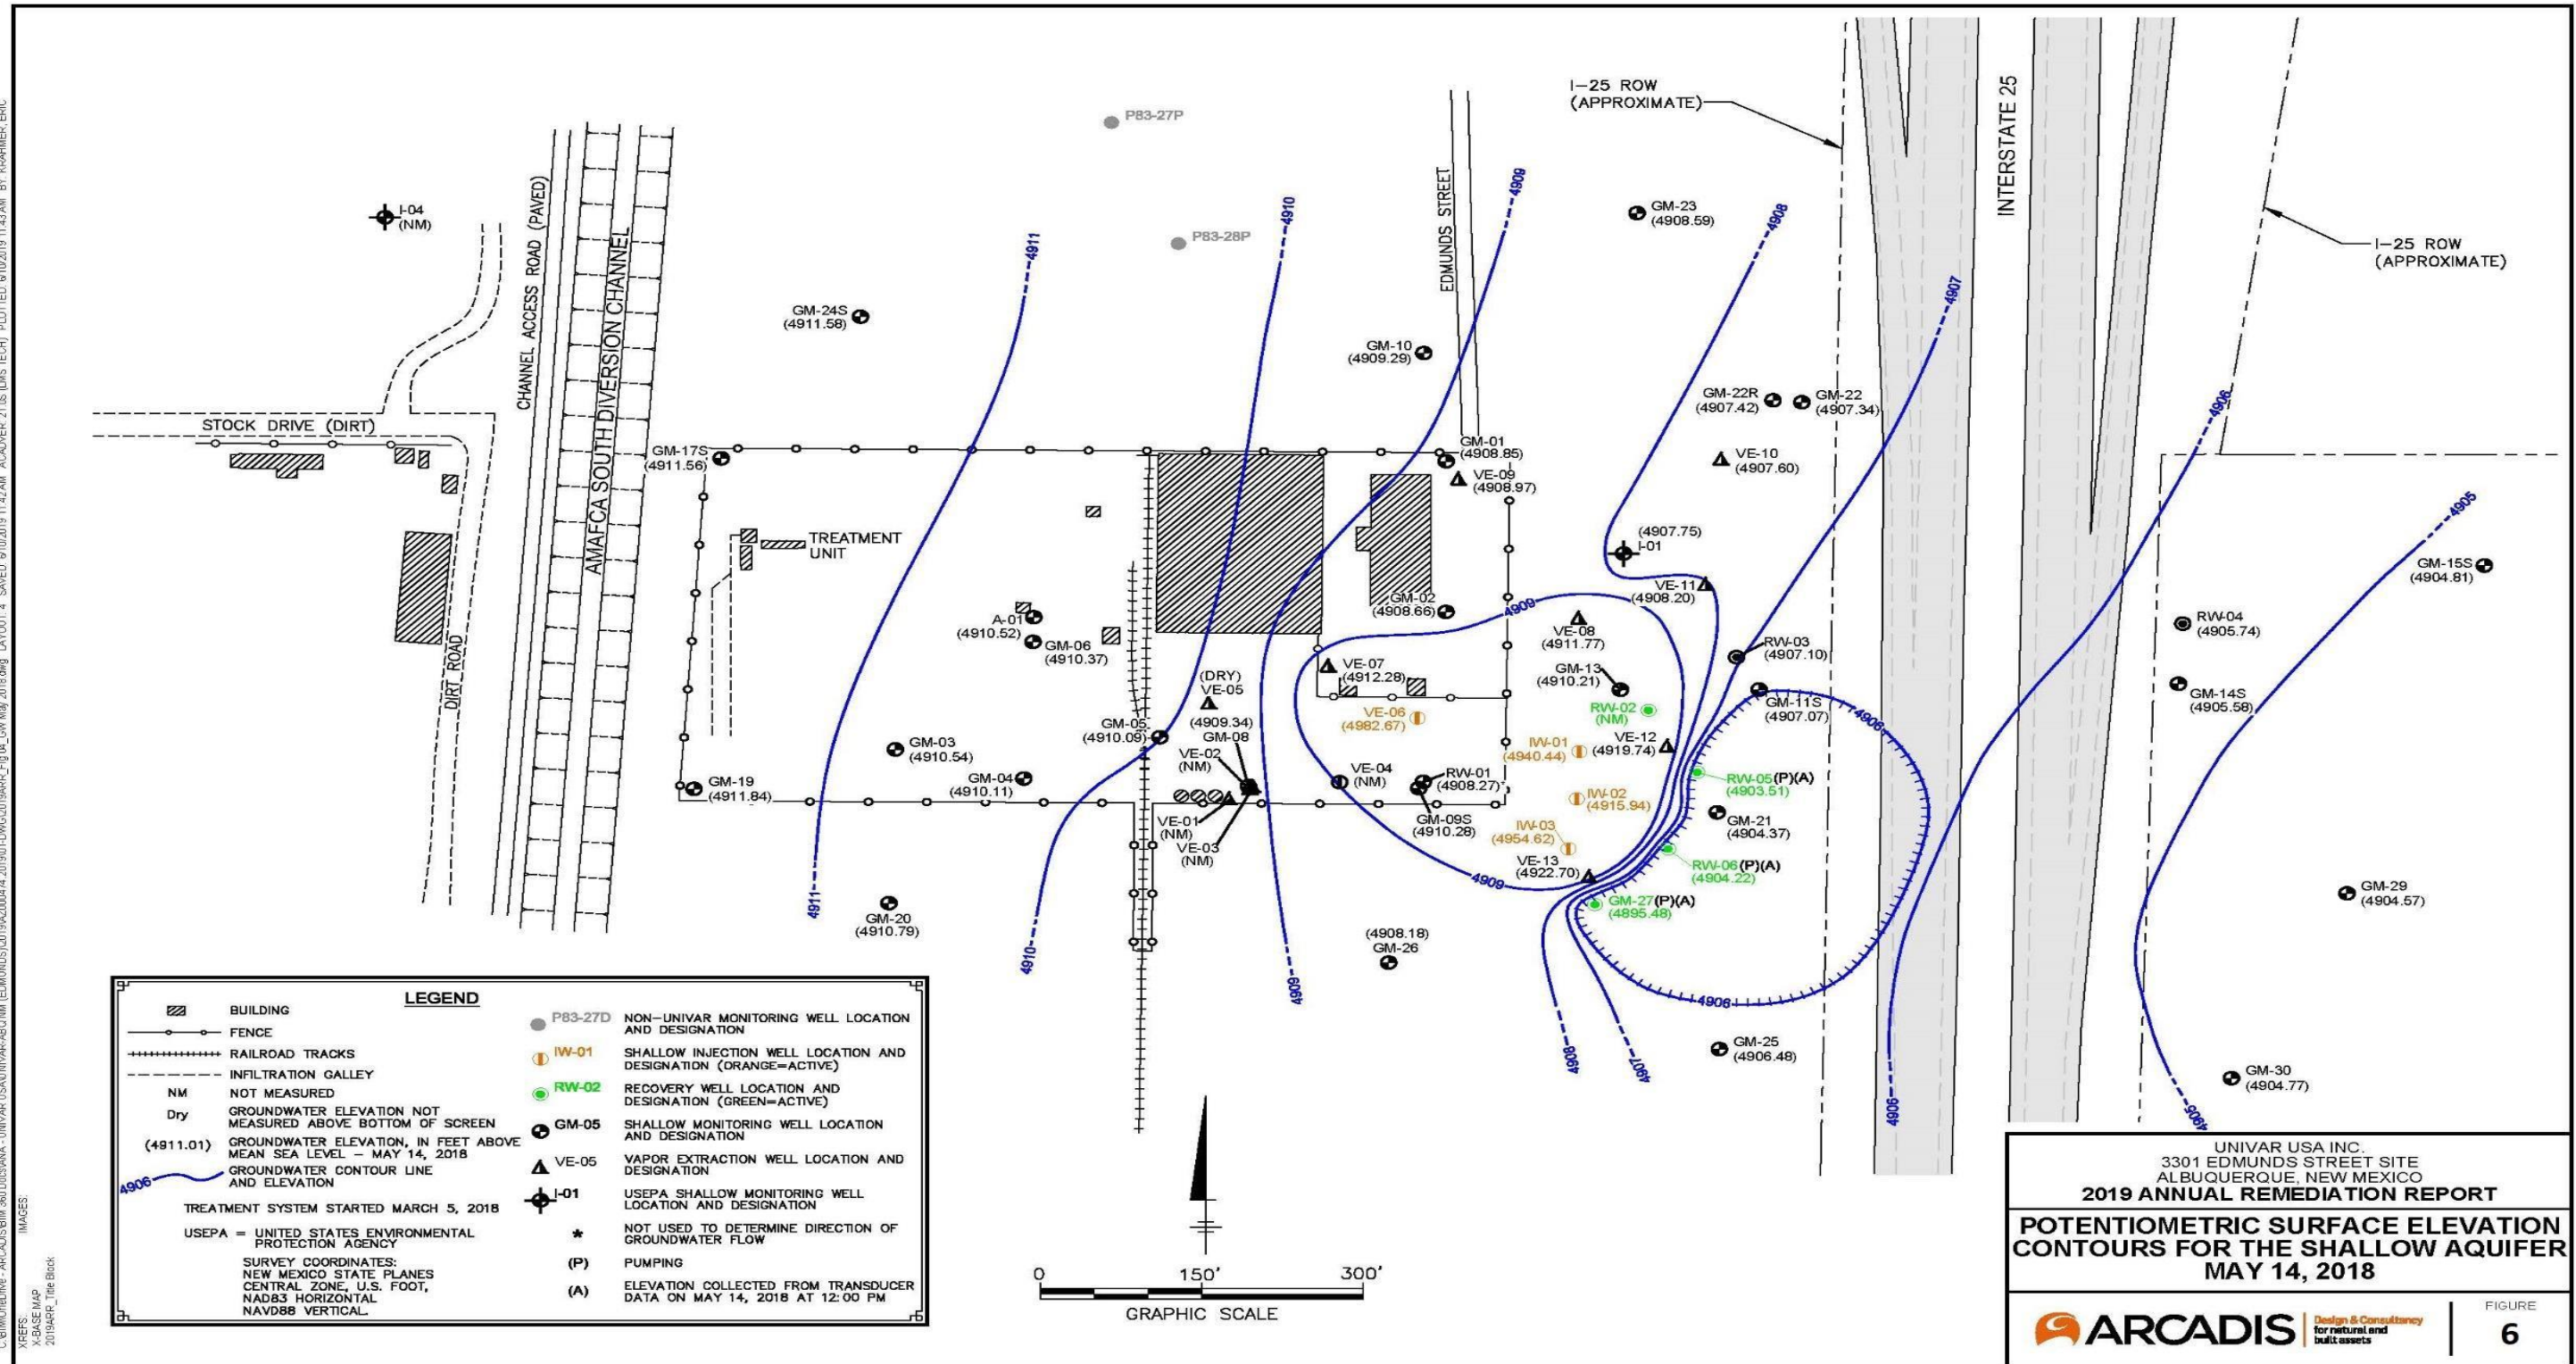 P83-27P
I-25 ROW
(APPROXIMATE)
INTERSTATE 25
I-04
(NM)
CHANNEL ACCESS ROAD (PAVED)
AMAFCA SOUTH DIVERSION CHANNEL
P83-28P
EDMUNDS STREET
4911
4910
4909
GM-23
(4908.59)
4908
I-25 ROW
(APPROXIMATE)
4907
GM-24S
(4911.58)
GM-10
(4909.29)
GM-22R
(4907.42)
GM-22
(4907.34)
4906
STOCK DRIVE (DIRT)
GM-17S
(4911.56)
GM-01
(4908.85)
VE-09
(4908.97)
VE-10
(4907.60)
4905
TREATMENT
UNIT
(4907.75)
I-01
GM-15S
(4904.81)
VE-11
(4908.20)
A-01
(4910.52)
GM-06
(4910.37)
GM-02
(4908.66)
4909
VE-08
(4911.77)
RW-03
(4907.10)
RW-04
(4905.74)
DIRT ROAD
(DRY)
VE-05
VE-07
(4912.28)
GM-13
(4910.21)
GM-11S
(4907.07)
GM-14S
(4905.58)
RW-02
(NM)
4906
VE-06
(4982.67)
GM-05
(4910.09)
(4909.34)
GM-08
VE-02
(NM)
IW-01
(4940.44)
VE-12
(4919.74)
GM-03
(4910.54)
GM-04
(4910.11)
GM-19
(4911.84)
VE-04
(NM)
RW-01
(4908.27)
RW-05(P)(A)
(4903.51)
IW-02
(4915.94)
GM-21
(4904.37)
VE-01
(NM)
VE-03
(NM)
GM-09S
(4910.28)
IW-03
(4954.62)
VE-13
(4922.70)
RW-06(P)(A)
(4904.22)
4909
GM-27(P)(A)
(4895.48)
GM-29
(4904.57)
4911
GM-20
(4910.79)
4910
(4908.18)
GM-26
4909
4906
GM-25
(4906.48)
4908
4907
4906
GM-30
(4904.77)
4905
LEGEND
BUILDING
FENCE
RAILROAD TRACKS
INFILTRATION GALLEY
NM NOT MEASURED
Dry GROUNDWATER ELEVATION NOT
MEASURED ABOVE BOTTOM OF SCREEN
(4911.01) GROUNDWATER ELEVATION, IN FEET ABOVE
MEAN SEA LEVEL – MAY 14, 2018
4906 GROUNDWATER CONTOUR LINE
AND ELEVATION
TREATMENT SYSTEM STARTED MARCH 5, 2018
USEPA = UNITED STATES ENVIRONMENTAL
PROTECTION AGENCY
SURVEY COORDINATES:
NEW MEXICO STATE PLANES
CENTRAL ZONE, U.S. FOOT,
NAD83 HORIZONTAL
NAVD88 VERTICAL.
P83-27D NON-UNIVAR MONITORING WELL LOCATION
AND DESIGNATION
IW-01 SHALLOW INJECTION WELL LOCATION AND
DESIGNATION (ORANGE=ACTIVE)
RW-02 RECOVERY WELL LOCATION AND
DESIGNATION (GREEN=ACTIVE)
GM-05 SHALLOW MONITORING WELL LOCATION
AND DESIGNATION
VE-05 VAPOR EXTRACTION WELL LOCATION AND
DESIGNATION
I-01 USEPA SHALLOW MONITORING WELL
LOCATION AND DESIGNATION
* NOT USED TO DETERMINE DIRECTION OF
GROUNDWATER FLOW
(P) PUMPING
(A) ELEVATION COLLECTED FROM TRANSDUCER
DATA ON MAY 14, 2018 AT 12:00 PM
0 150' 300'
GRAPHIC SCALE
UNIVAR USA INC.
3301 EDMUNDS STREET SITE
ALBUQUERQUE, NEW MEXICO
2019 ANNUAL REMEDIATION REPORT
POTENTIOMETRIC SURFACE ELEVATION
CONTOURS FOR THE SHALLOW AQUIFER
MAY 14, 2018
ARCADIS
Design & Consultancy
for natural and
built assets
FIGURE
6
XREFS:
X-BASE MAP
2019ARR_Title Block
IMAGES: